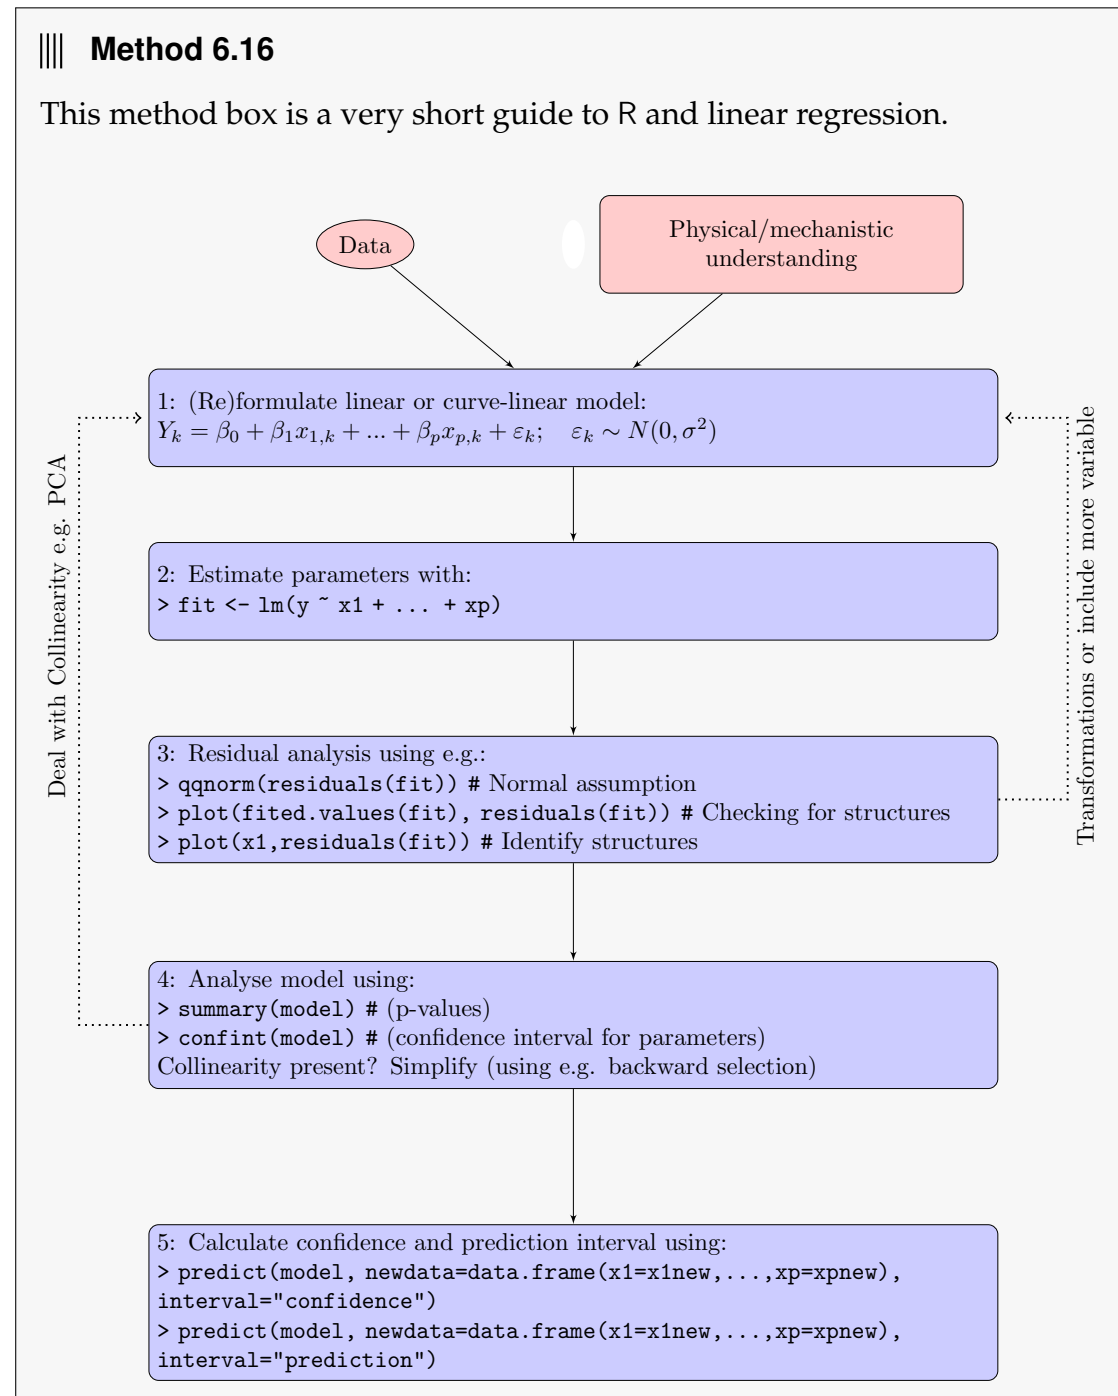 Method 6.16
This method box is a very short guide to R and linear regression.
Data
Physical/mechanistic
understanding
1: (Re)formulate linear or curve-linear model:
Y_k = β_0 + β_1x_{1,k} + ... + β_px_{p,k} + ε_k; ε_k ∼ N(0, σ^2)
Deal with Collinearity e.g. PCA
Transformations or include more variable
2: Estimate parameters with:
> fit <- lm(y ~ x1 + ... + xp)
3: Residual analysis using e.g.:
> qqnorm(residuals(fit)) # Normal assumption
> plot(fited.values(fit), residuals(fit)) # Checking for structures
> plot(x1,residuals(fit)) # Identify structures
4: Analyse model using:
> summary(model) # (p-values)
> confint(model) # (confidence interval for parameters)
Collinearity present? Simplify (using e.g. backward selection)
5: Calculate confidence and prediction interval using:
> predict(model, newdata=data.frame(x1=x1new,...,xp=xpnew),
interval="confidence")
> predict(model, newdata=data.frame(x1=x1new,...,xp=xpnew),
interval="prediction")